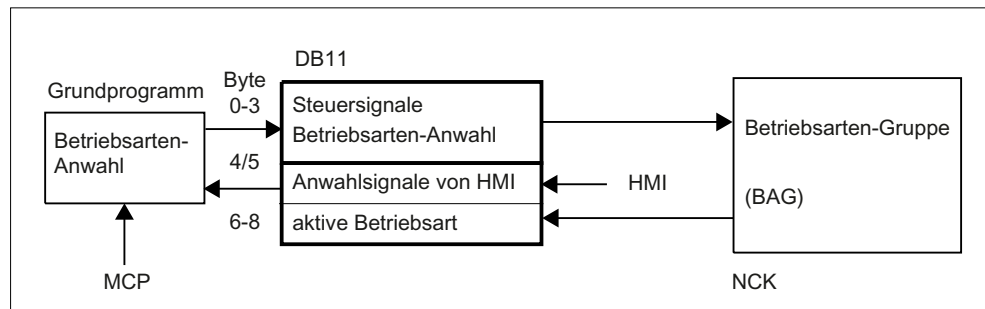 DB11
Grundprogramm
Byte
0-3
Betriebsarten-
Anwahl
Steuersignale
Betriebsarten-Anwahl
Betriebsarten-Gruppe
(BAG)
4/5
Anwahlsignale von HMI
HMI
6-8
aktive Betriebsart
MCP
NCK